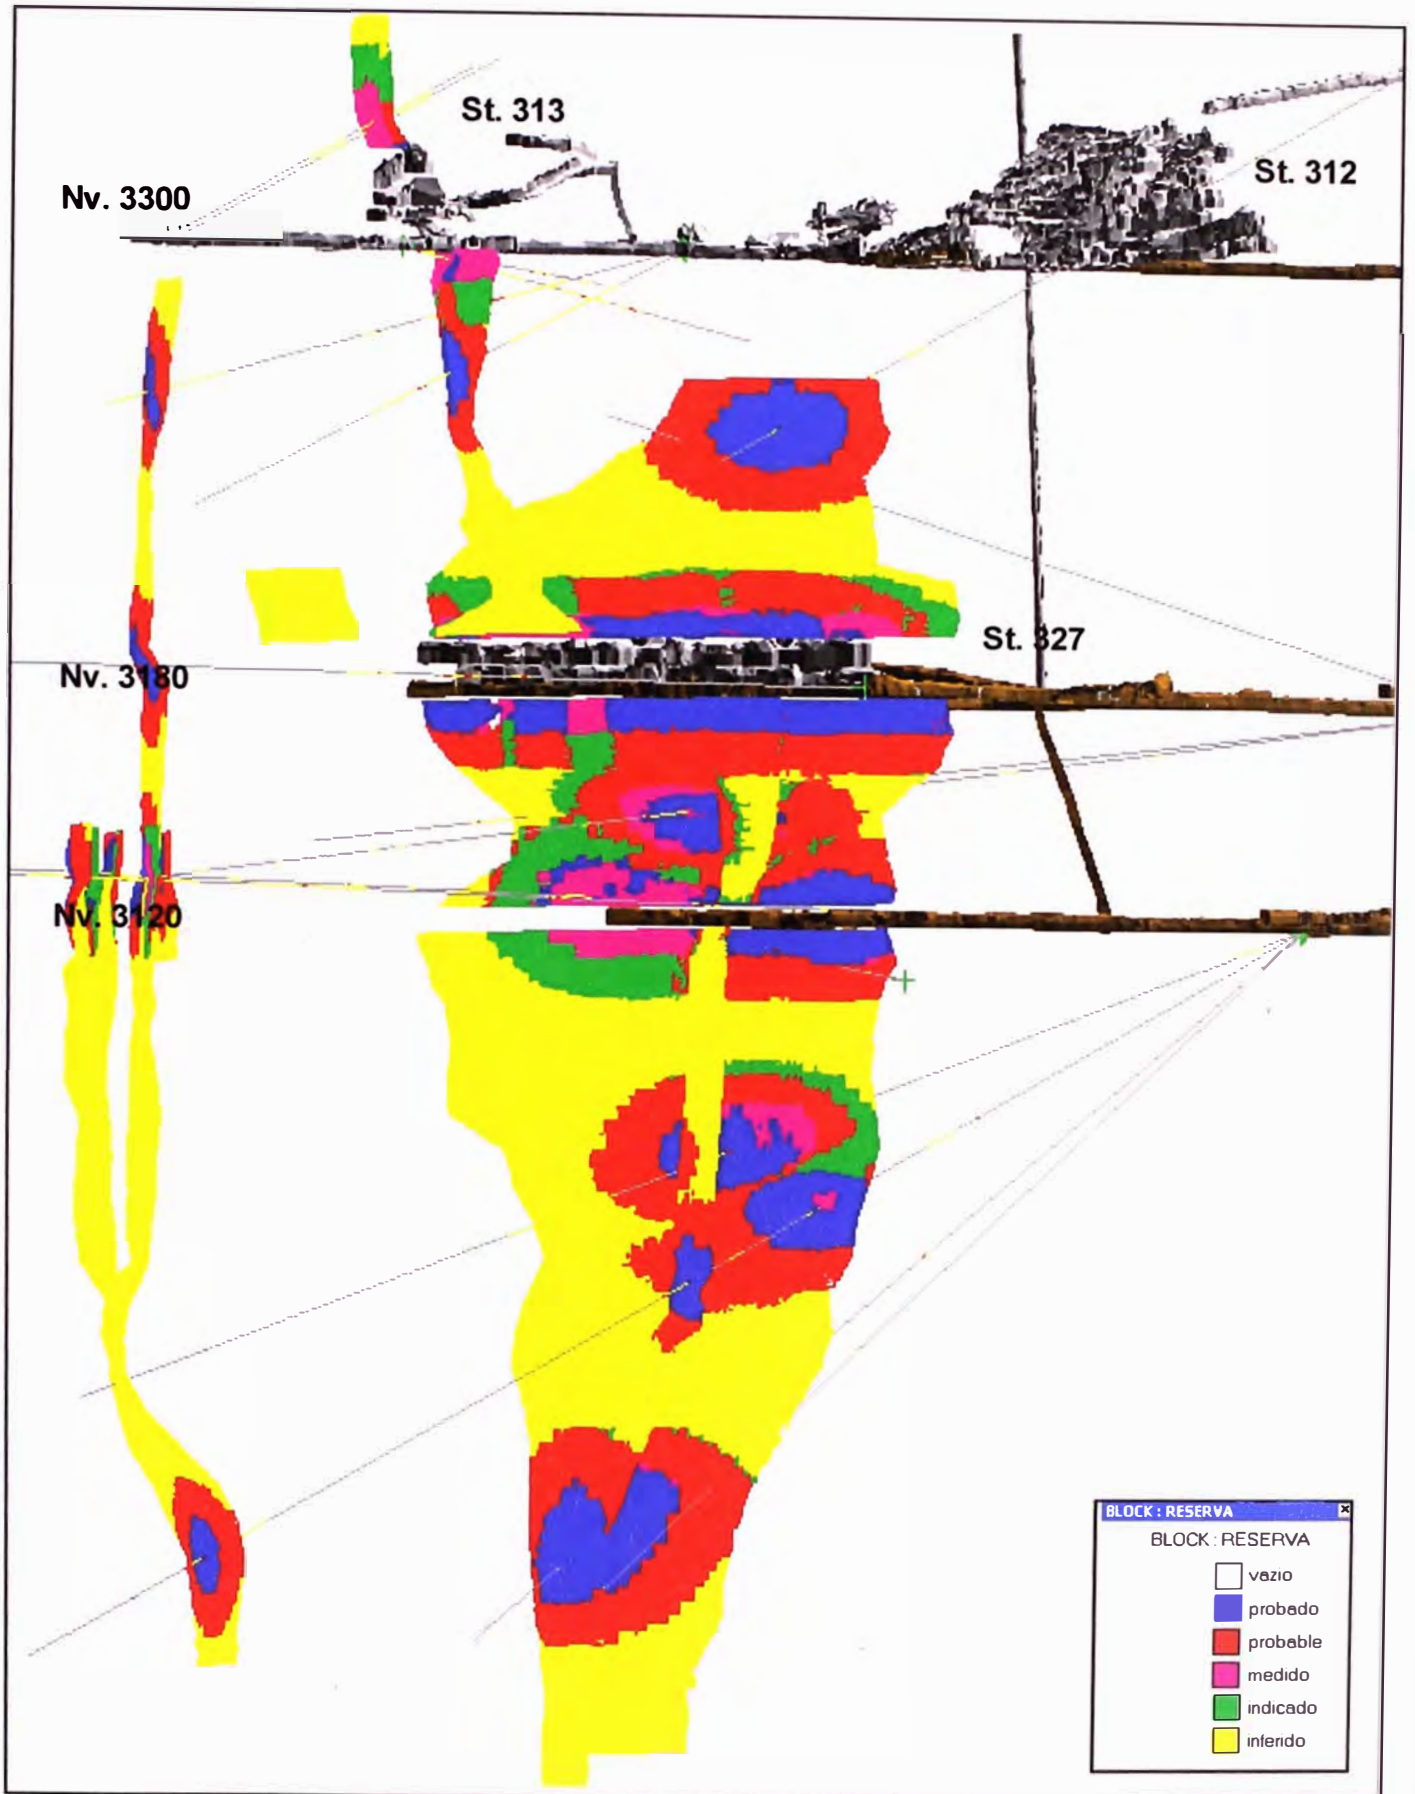 St. 313
St. 312
Nv. 3300
St. 327
Nv. 3180
Nv. 3120
BLOCK : RESERVA
BLOCK : RESERVA
vazio
probado
probable
medido
indicado
inferido